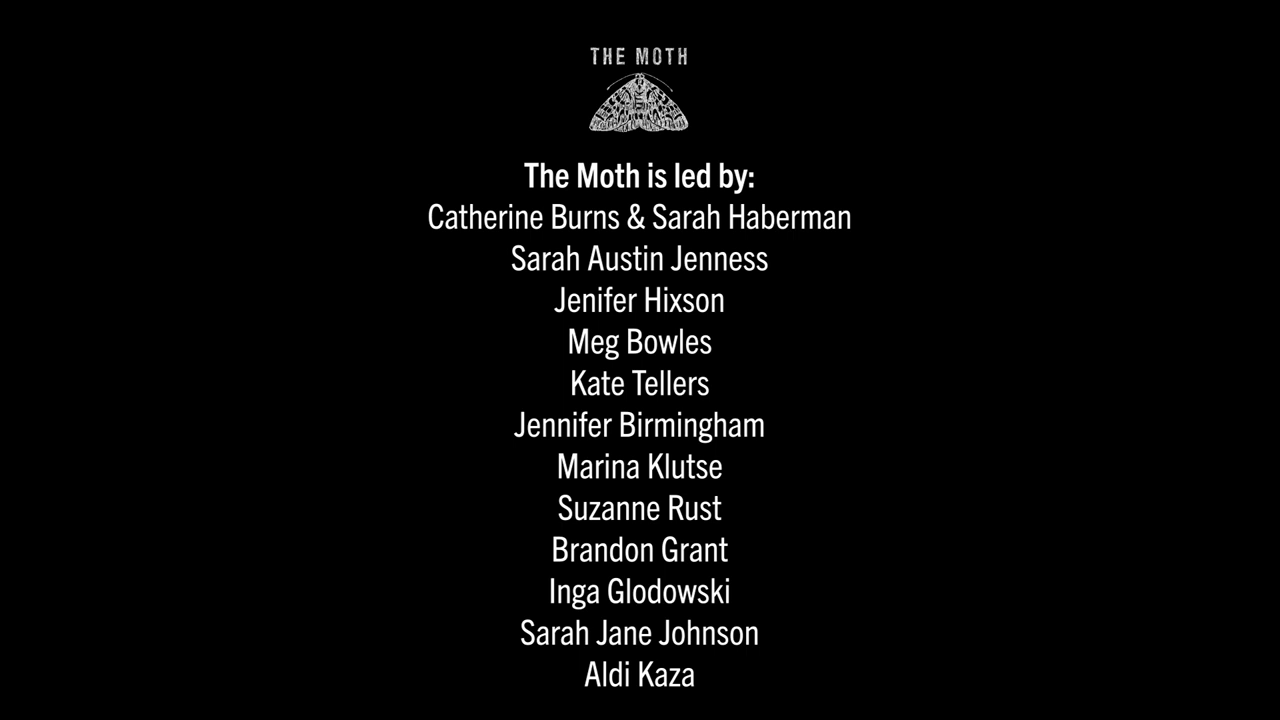 THE MOTH
The Moth is led by:
Catherine Burns & Sarah Haberman
Sarah Austin Jenness
Jenifer Hixson
Meg Bowles
Kate Tellers
Jennifer Birmingham
Marina Klutse
Suzanne Rust
Brandon Grant
Inga Glodowski
Sarah Jane Johnson
Aldi Kaza